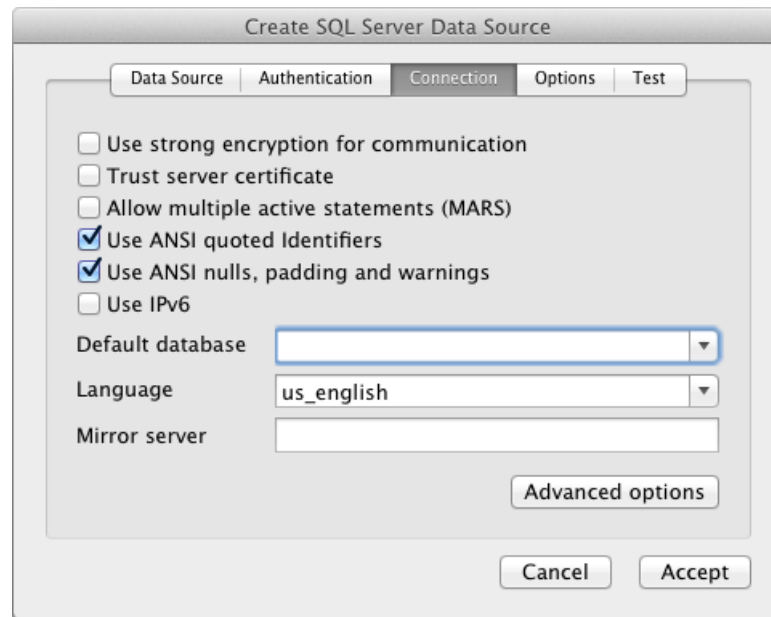 Create SQL Server Data Source
Data Source Authentication Connection Options Test
Use strong encryption for communication
Trust server certificate
Allow multiple active statements (MARS)
Use ANSI quoted Identifiers
Use ANSI nulls, padding and warnings
Use IPv6
Default database
Language us_english
Mirror server
Advanced options
Cancel Accept